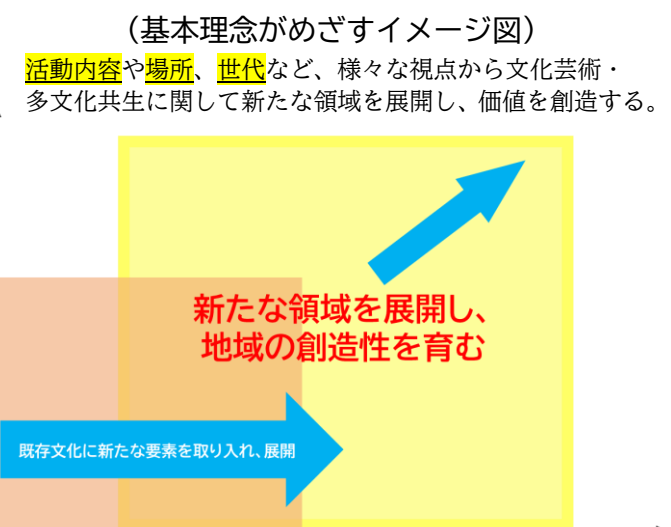 （基本理念がめざすイメージ図）
活動内容や場所、世代など、様々な視点から文化芸術・
多文化共生に関して新たな領域を展開し、価値を創造する。
新たな領域を展開し、
地域の創造性を育む
既存文化に新たな要素を取り入れ、展開